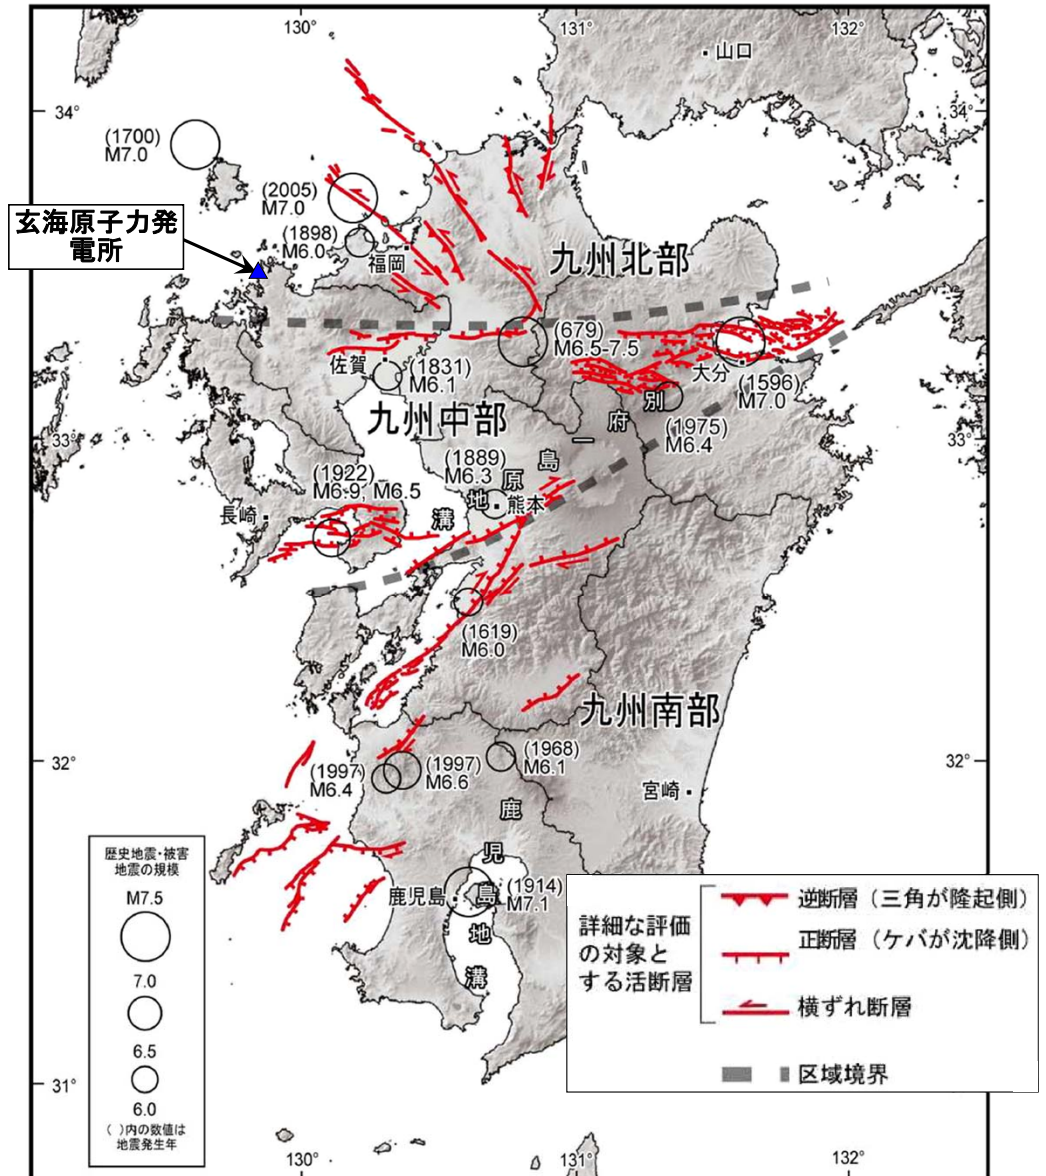 130°
131°
132°
山口
34°
34°
(1700)
M7.0
(2005)
M7.0
玄海原子力発
電所
(1898)
M6.0
福岡
九州北部
(679)
M6.5-7.5
佐賀
(1831)
M6.1
大分
(1596)
M7.0
九州中部
別
府
一
島
原
地
溝
(1975)
M6.4
33°
33°
(1889)
M6.3
熊本
(1922)
M6.9, M6.5
長崎
(1619)
M6.0
九州南部
32°
32°
(1968)
M6.1
(1997)
M6.4
(1997)
M6.6
宮崎
鹿
児
島
地
溝
鹿児島
(1914)
M7.1
歴史地震・被害
地震の規模
M7.5
7.0
6.5
6.0
( )内の数値は
地震発生年
詳細な評価
の対象と
する活断層
逆断層（三角が隆起側）
正断層（ケバが沈降側）
横ずれ断層
区域境界
31°
130°
131°
132°